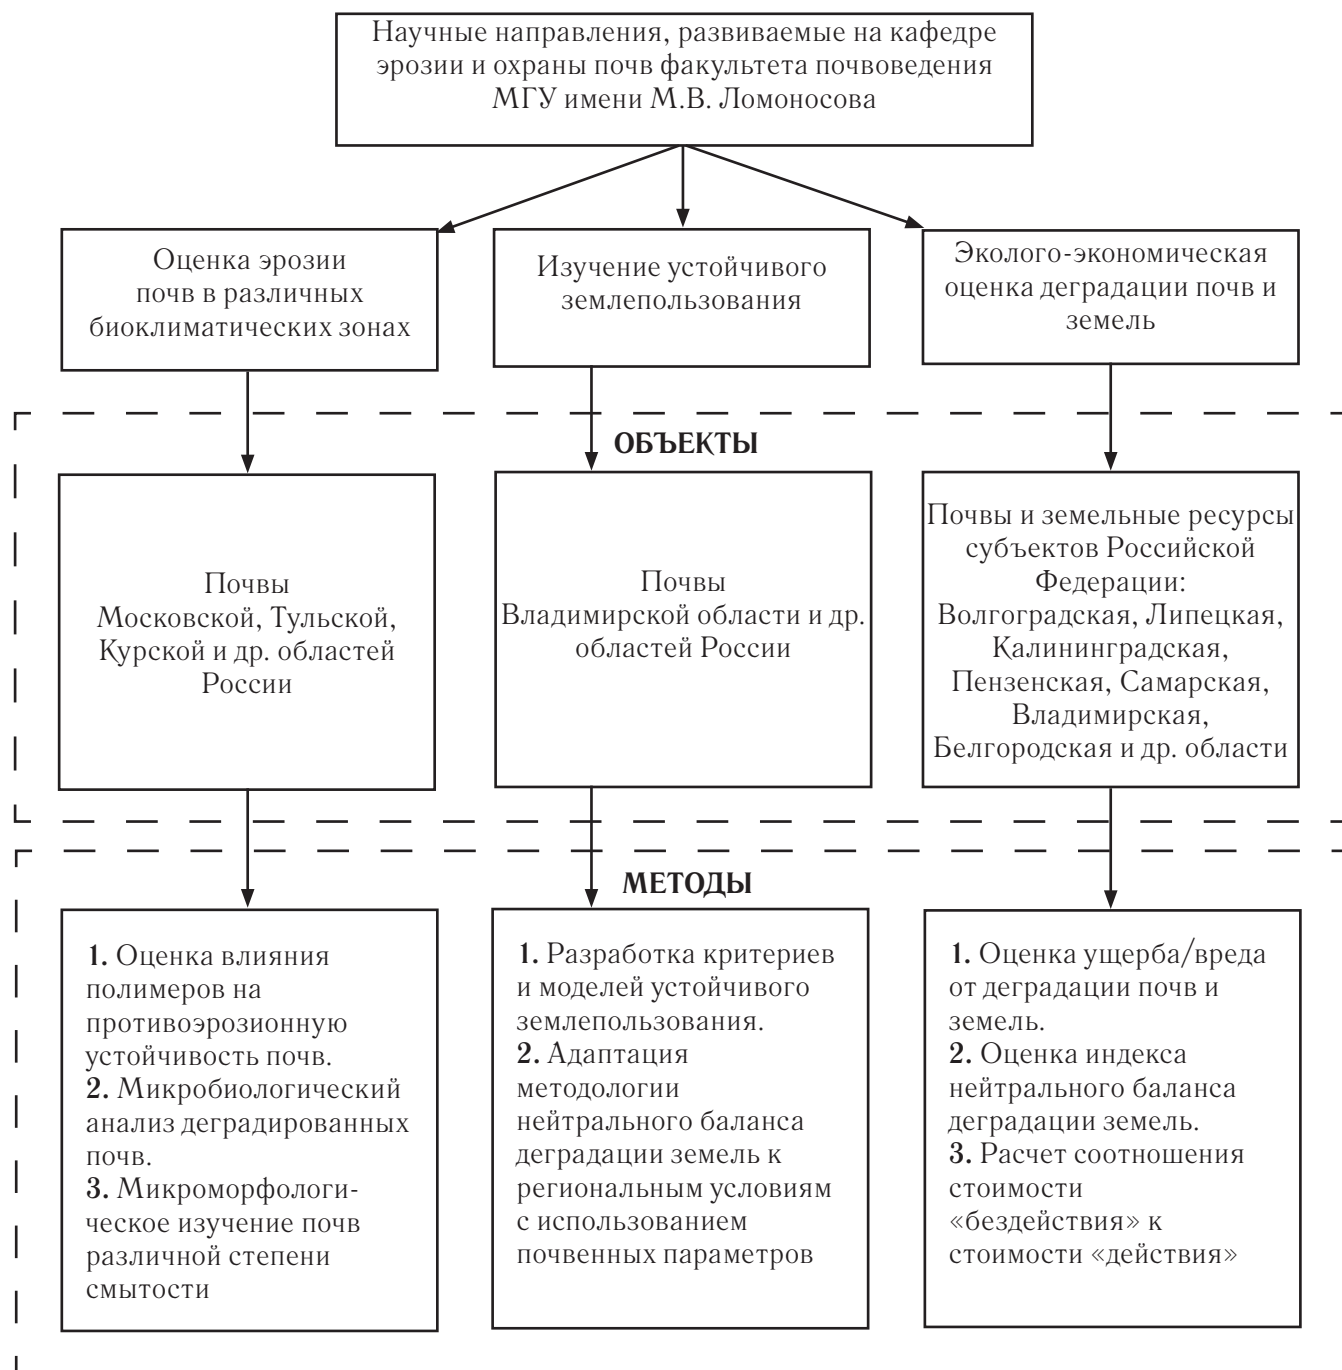 Научные направления, развиваемые на кафедре
эрозии и охраны почв факультета почвоведения
МГУ имени М.В. Ломоносова
Оценка эрозии
почв в различных
биоклиматических зонах
Изучение устойчивого
землепользования
Эколого-экономическая
оценка деградации почв и
земель
ОБЪЕКТЫ
Почвы
Московской, Тульской,
Курской и др. областей
России
Почвы
Владимирской области и др.
областей России
Почвы и земельные ресурсы
субъектов Российской
Федерации:
Волгоградская, Липецкая,
Калининградская,
Пензенская, Самарская,
Владимирская,
Белгородская и др. области
МЕТОДЫ
1. Оценка влияния
полимеров на
противоэрозионную
устойчивость почв.
2. Микробиологический
анализ деградированных
почв.
3. Микроморфологи-
ческое изучение почв
различной степени
смытости
1. Разработка критериев
и моделей устойчивого
землепользования.
2. Адаптация
методологии
нейтрального баланса
деградации земель к
региональным условиям
с использованием
почвенных параметров
1. Оценка ущерба/вреда
от деградации почв и
земель.
2. Оценка индекса
нейтрального баланса
деградации земель.
3. Расчет соотношения
стоимости
«бездействия» к
стоимости «действия»